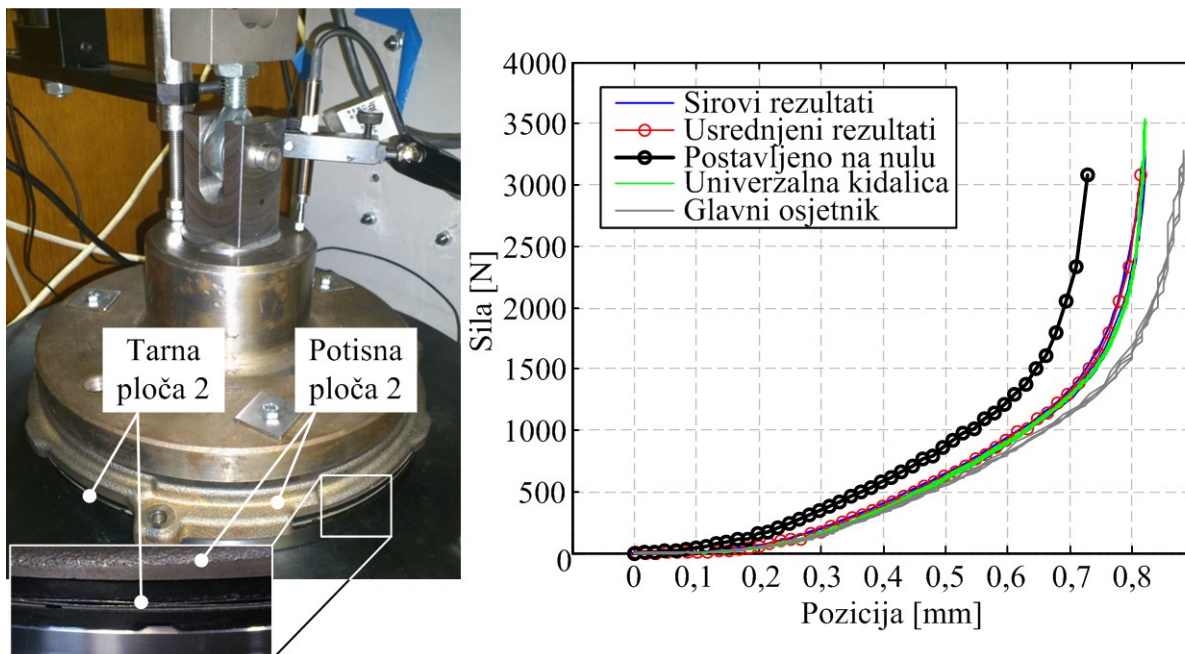 Tarna
ploča 2
Potisna
ploča 2
Sila [N]
4000
3500
3000
2500
2000
1500
1000
500
0
Sirovi rezultati
Usrednjeni rezultati
Postavljeno na nulu
Univerzalna kidalica
Glavni osjetnik
0 0,1 0,2 0,3 0,4 0,5 0,6 0,7 0,8
Pozicija [mm]